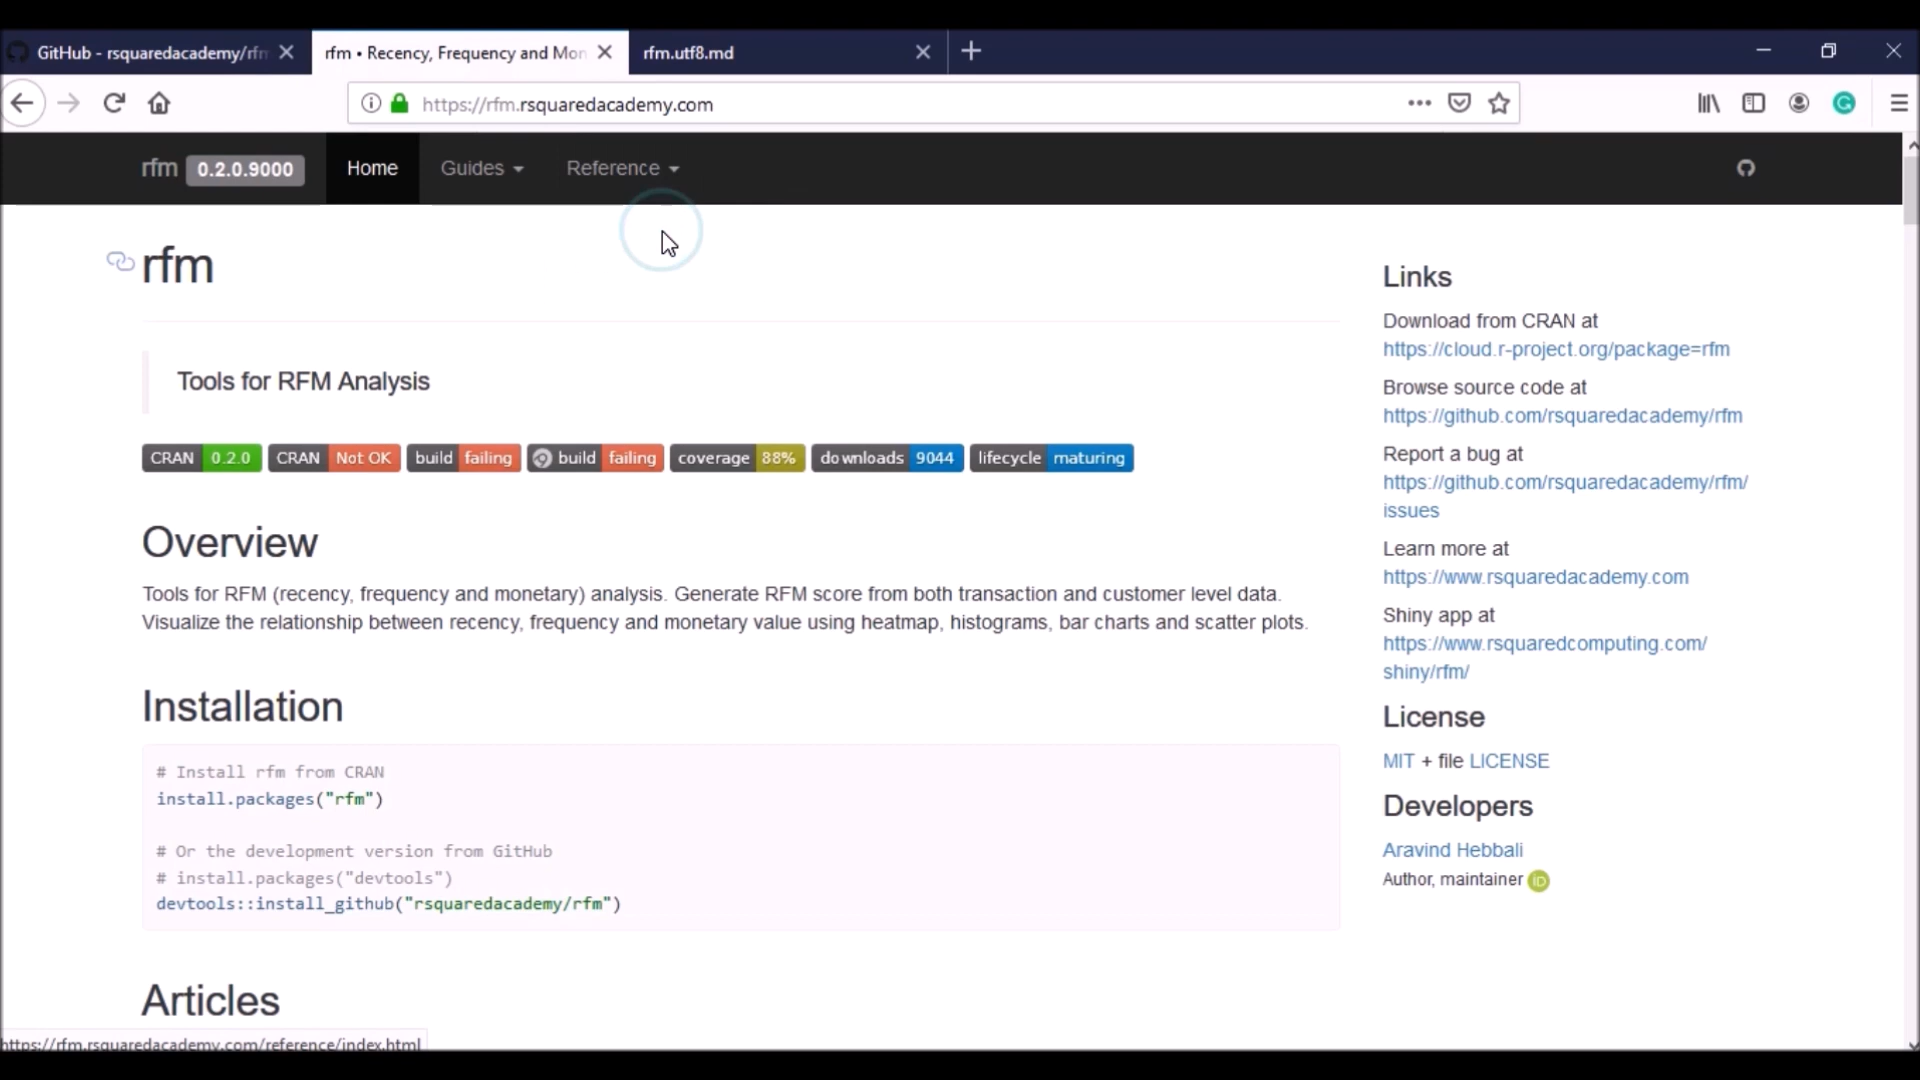 GitHub - rsquaredacademy/rfm
rfm • Recency, Frequency and Mon
rfm.utf8.md
https://rfm.rsquaredacademy.com
rfm 0.2.0.9000 Home Guides Reference
rfm
Tools for RFM Analysis
CRAN 0.2.0 CRAN Not OK build failing build failing coverage 88% downloads 9044 lifecycle maturing
Overview
Tools for RFM (recency, frequency and monetary) analysis. Generate RFM score from both transaction and customer level data.
Visualize the relationship between recency, frequency and monetary value using heatmap, histograms, bar charts and scatter plots.
Installation
# Install rfm from CRAN
install.packages("rfm")
# Or the development version from GitHub
# install.packages("devtools")
devtools::install_github("rsquaredacademy/rfm")
Articles
Links
Download from CRAN at
https://cloud.r-project.org/package=rfm
Browse source code at
https://github.com/rsquaredacademy/rfm
Report a bug at
https://github.com/rsquaredacademy/rfm/
issues
Learn more at
https://www.rsquaredacademy.com
Shiny app at
https://www.rsquaredcomputing.com/
shiny/rfm/
License
MIT + file LICENSE
Developers
Aravind Hebbali
Author, maintainer iD
https://rfm.rsquaredacademy.com/reference/index.html